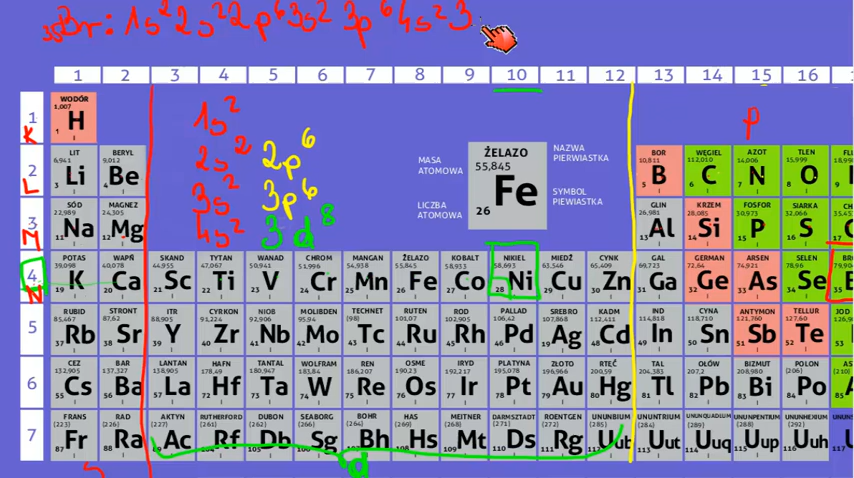 35Br: 1s² 2s² 2p⁶ 3s² 3p⁶ 4s² 3
1 2 3 4 5 6 7 8 9 10 11 12 13 14 15 16
1 K WODÓR 1,007 1 H 1s² p
MASA ATOMOWA ŻELAZO 55,845 Fe 26 NAZWA PIERWIASTKA
LICZBA ATOMOWA SYMBOL PIEWIASTKA
2 L LIT 6,941 3 Li BERYL 9,012 4 Be 2s² 2p⁶ BOR 10,811 5 B WĘGIEL 112,010 6 C AZOT 14,006 7 N TLEN 15,999 8 O
3 M SÓD 22,989 11 Na MAGNEZ 24,305 12 Mg 3s² 3p⁶ GLIN 26,981 13 Al KRZEM 28,085 14 Si FOSFOR 30,973 15 P SIARKA 32,066 16 S
4s² 3d⁸
4 N POTAS 39,098 19 K WAPŃ 40,078 20 Ca SKAND 44,955 21 Sc TYTAN 47,067 22 Ti WANAD 50,941 23 V CHROM 51,996 24 Cr MANGAN 54,938 25 Mn ŻELAZO 55,845 26 Fe KOBALT 58,933 27 Co NIKIEL 58,693 28 Ni MIEDŹ 63,546 29 Cu CYNK 65,409 30 Zn GAL 69,723 31 Ga GERMAN 72,64 32 Ge ARSEN 74,921 33 As SELEN 78,96 34 Se
5 RUBID 85,467 37 Rb STRONT 87,62 38 Sr ITR 88,905 39 Y CYRKON 91,224 40 Zr NIOB 92,906 41 Nb MOLIBDEN 95,94 42 Mo TECHNET (98) 43 Tc RUTEN 101,07 44 Ru ROD 102,905 45 Rh PALLAD 106,42 46 Pd SREBRO 107,868 47 Ag KADM 112,411 48 Cd IND 114,818 49 In CYNA 118,710 50 Sn ANTYMON 121,760 51 Sb TELLUR 127,60 52 Te
6 CEZ 132,905 55 Cs BAR 137,327 56 Ba LANTAN 138,905 57 La HAFN 178,49 72 Hf TANTAL 180,947 73 Ta WOLFRAM 183,84 74 W REN 186,207 75 Re OSME 190,23 76 Os IRYD 192,217 77 Ir PLATYNA 195,078 78 Pt ZŁOTO 196,966 79 Au RTĘĆ 200,59 80 Hg TAL 204,383 81 Tl OŁÓW 207,2 82 Pb BIZMUT 208,980 83 Bi POLON (206) 84 Po
7 FRANS (223) 87 Fr RAD (226) 88 Ra AKTYN (227) Ac RUTHERFORD (261) Rf DUBON (262) 105 Db SEABORG (266) Sg BOHR (264) Bh HAS (269) 108 Hs MEITNER (268) 109 Mt DARMSZTADT (271) 110 Ds ROENTGEN (272) 111 Rg UNUNBIUM Uub UNUNTRIUM (284) 113 Uut UNUNQUADIUM (289) 114 Uuq UNUNPENTIUM (288) 115 Uup UNUNHEXIUM (292) 116 Uuh
s d